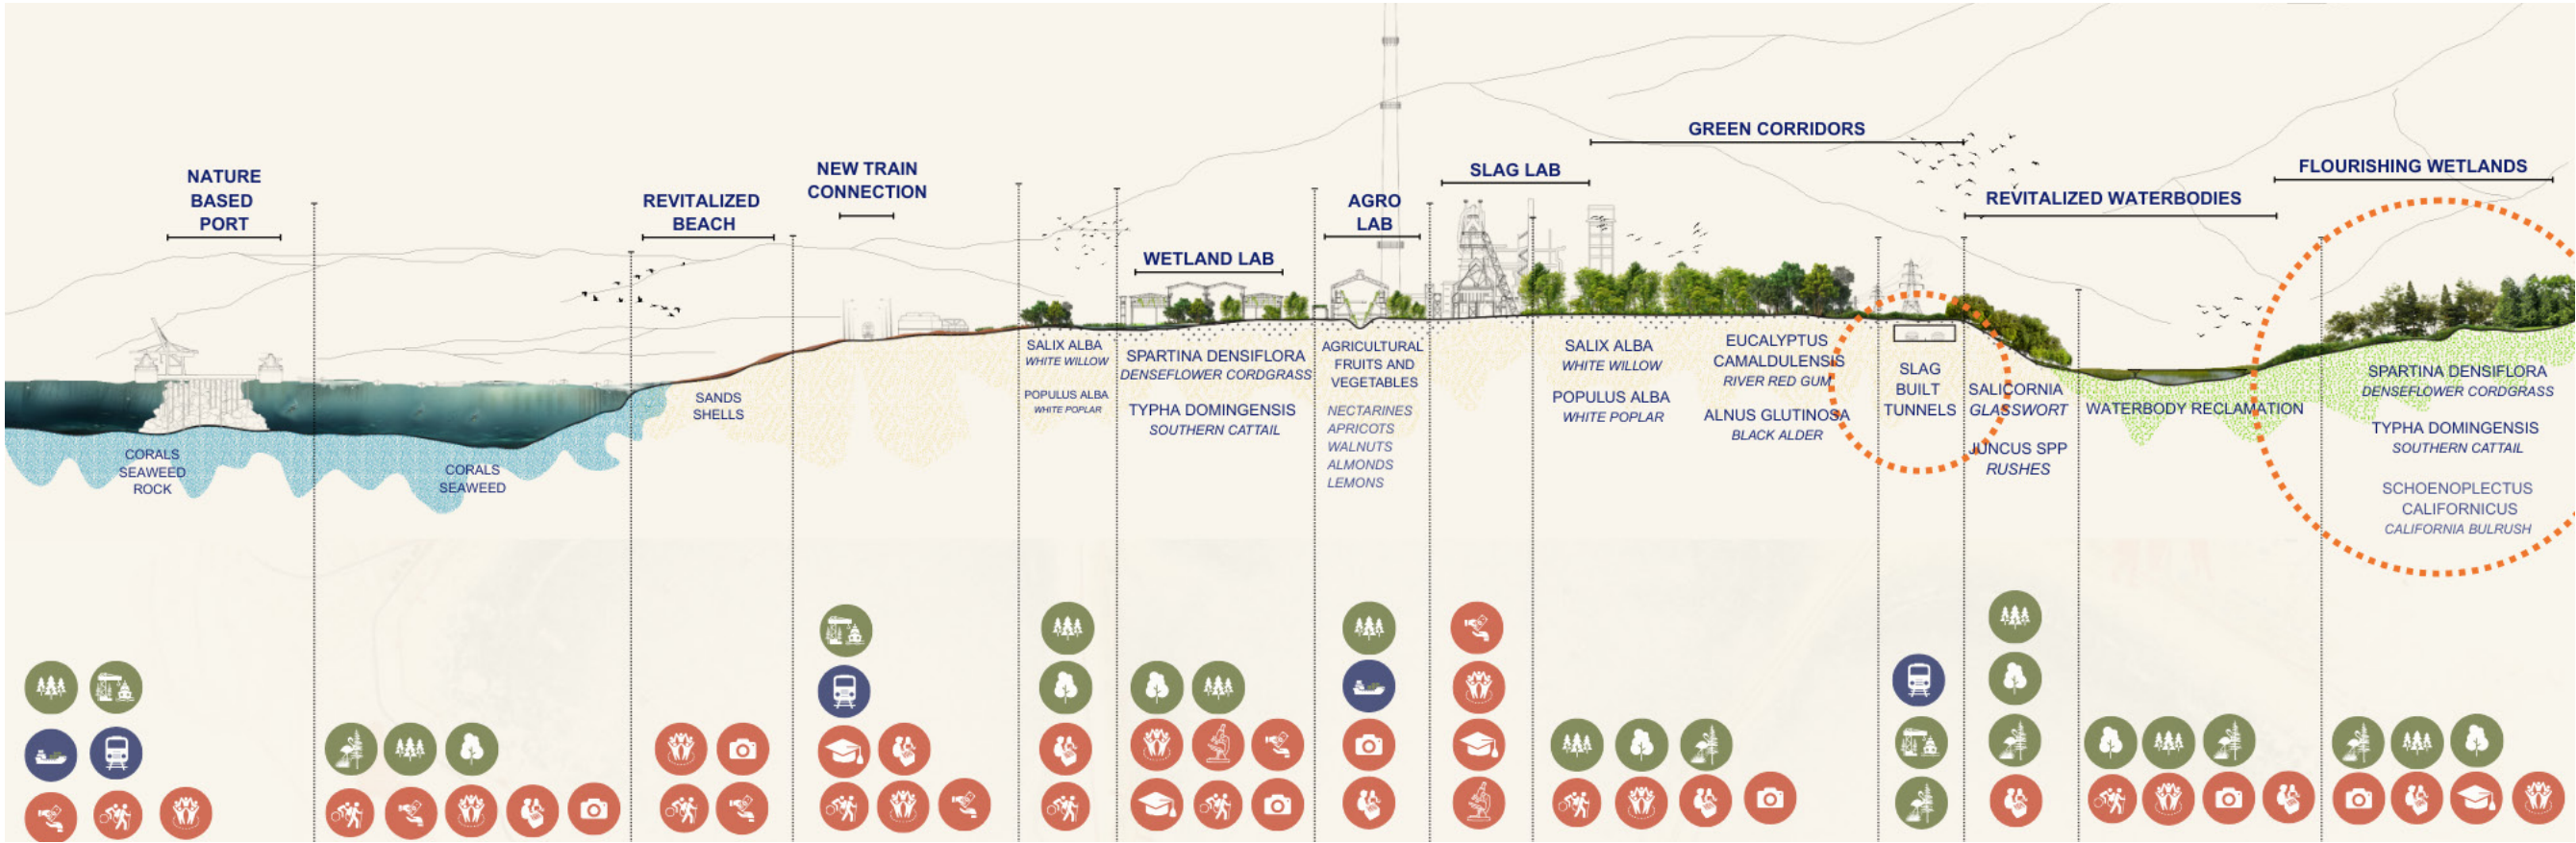 NATURE
BASED
PORT
REVITALIZED
BEACH
NEW TRAIN
CONNECTION
WETLAND LAB
AGRO
LAB
SLAG LAB
GREEN CORRIDORS
REVITALIZED WATERBODIES
FLOURISHING WETLANDS
CORALS
SEAWEED
ROCK
CORALS
SEAWEED
SANDS
SHELLS
SALIX ALBA
WHITE WILLOW
POPULUS ALBA
WHITE POPLAR
SPARTINA DENSIFLORA
DENSEFLOWER CORDGRASS
TYPHA DOMINGENSIS
SOUTHERN CATTAIL
AGRICULTURAL
FRUITS AND
VEGETABLES
NECTARINES
APRICOTS
WALNUTS
ALMONDS
LEMONS
SALIX ALBA
WHITE WILLOW
POPULUS ALBA
WHITE POPLAR
EUCALYPTUS
CAMALDULENSIS
RIVER RED GUM
ALNUS GLUTINOSA
BLACK ALDER
SLAG
BUILT
TUNNELS
SALICORNIA
GLASSWORT
JUNCUS SPP
RUSHES
WATERBODY RECLAMATION
SPARTINA DENSIFLORA
DENSEFLOWER CORDGRASS
TYPHA DOMINGENSIS
SOUTHERN CATTAIL
SCHOENOPLECTUS
CALIFORNICUS
CALIFORNIA BULRUSH